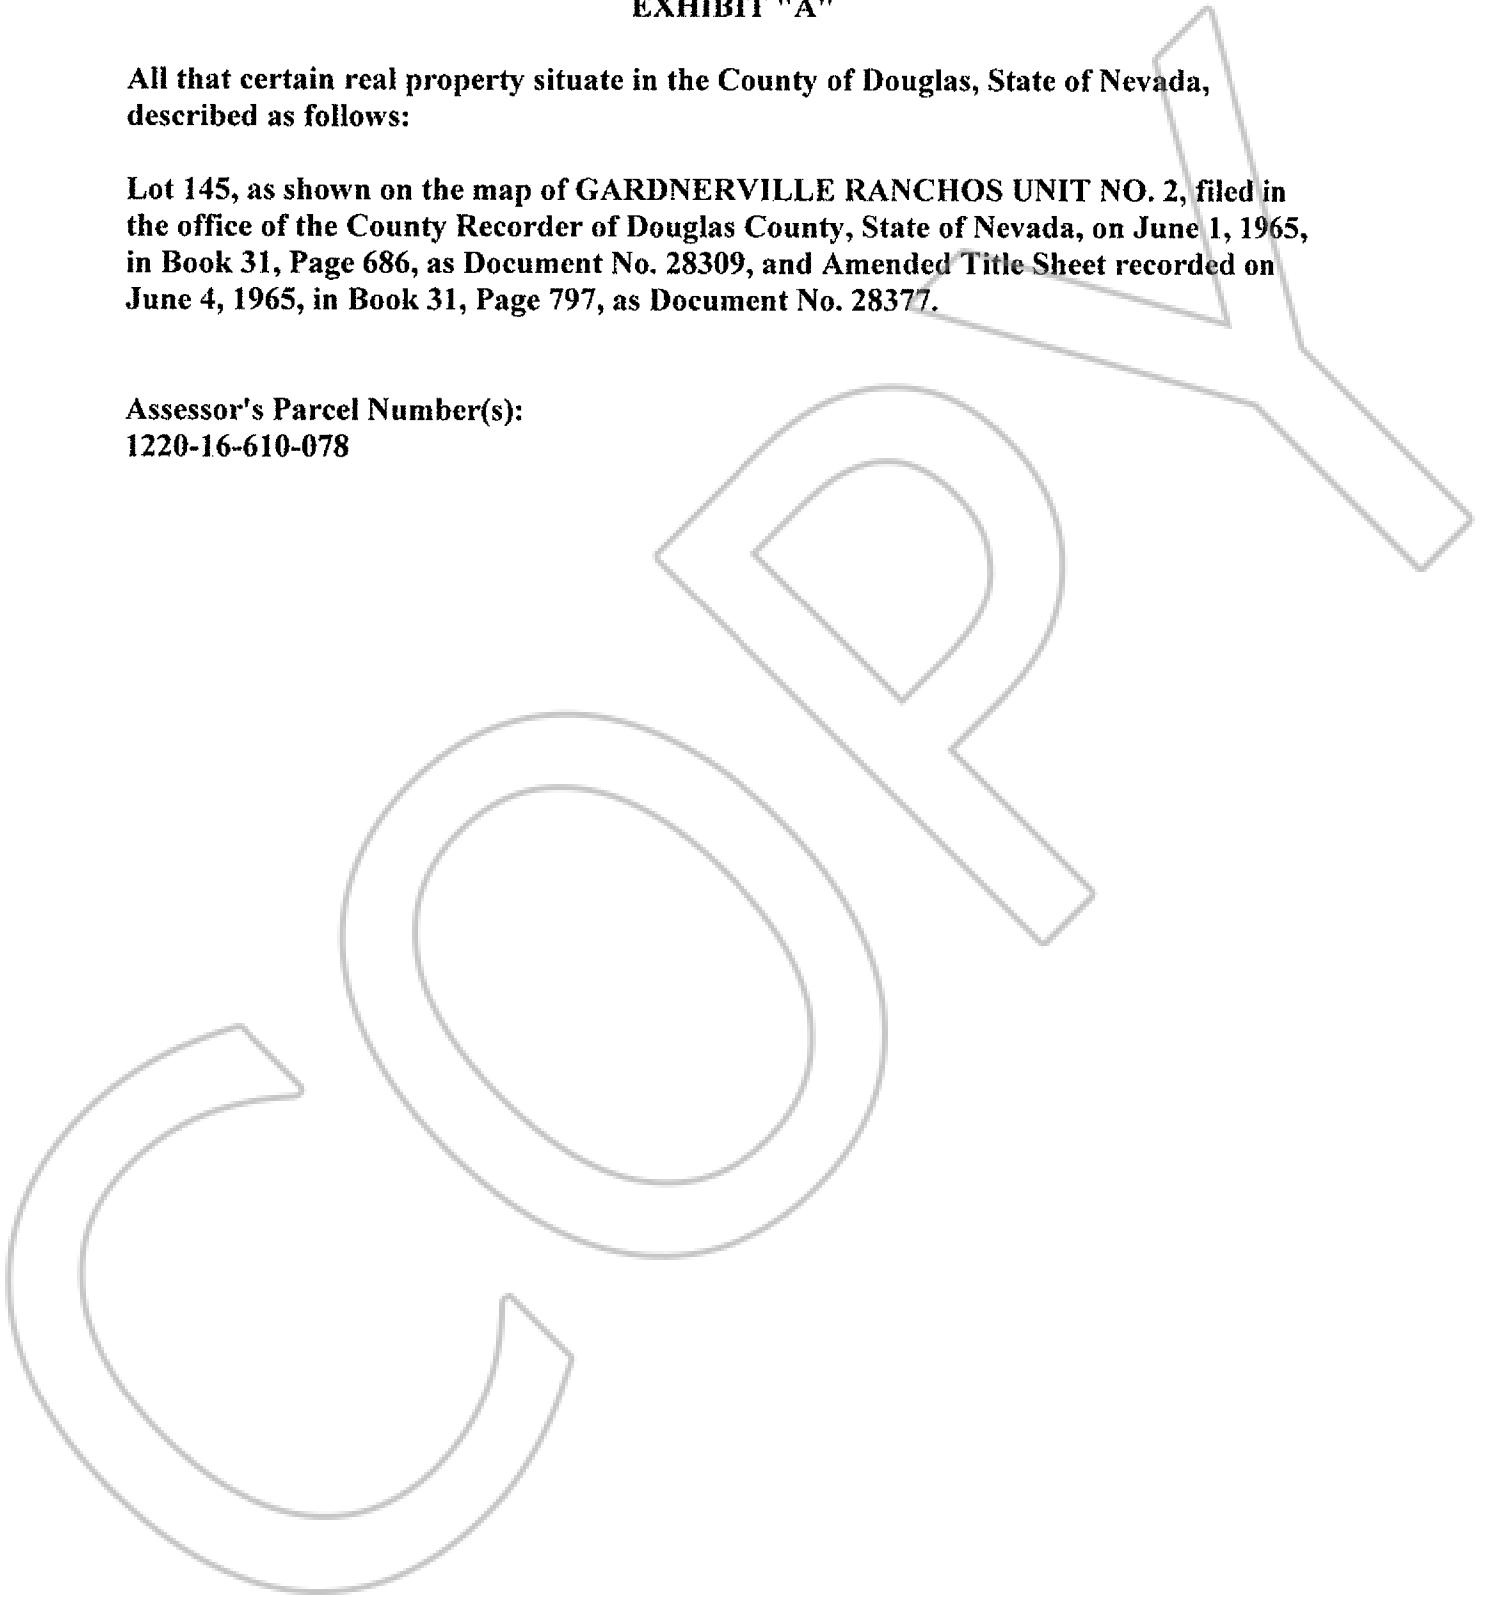 EXHIBIT "A"
All that certain real property situate in the County of Douglas, State of Nevada,
described as follows:
Lot 145, as shown on the map of GARDNERVILLE RANCHOS UNIT NO. 2, filed in
the office of the County Recorder of Douglas County, State of Nevada, on June 1, 1965,
in Book 31, Page 686, as Document No. 28309, and Amended Title Sheet recorded on
June 4, 1965, in Book 31, Page 797, as Document No. 28377.
Assessor's Parcel Number(s):
1220-16-610-078
COPY